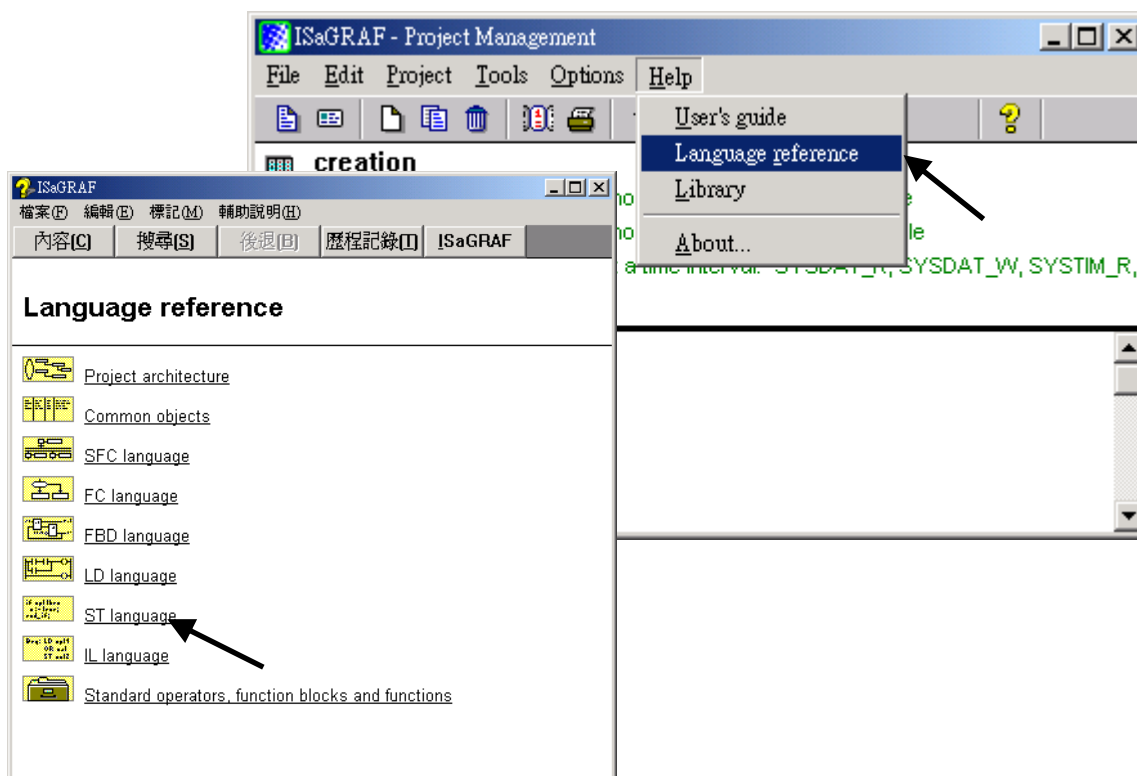 ISaGRAF - Project Management
File Edit Project Tools Options Help
User's guide
Language reference
Library
About...
creation
le
a time interval. SYSDAT_R, SYSDAT_W, SYSTIM_R,
ISaGRAF
檔案(F) 編輯(E) 標記(M) 輔助說明(H)
內容(C) 搜尋(S) 後退(B) 歷程記錄(T) ISaGRAF
Language reference
Project architecture
Common objects
SFC language
FC language
FBD language
LD language
ST language
IL language
Standard operators, function blocks and functions